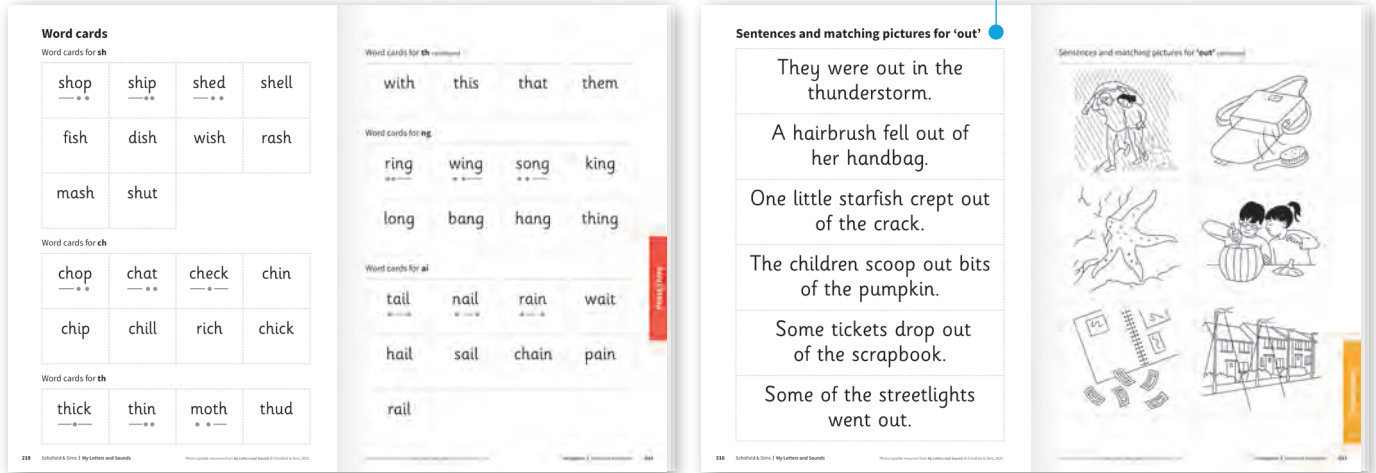 Word cards
Word cards for sh
shop ship shed shell
fish dish wish rash
mash shut
Word cards for ch
chop chat check chin
chip chill rich chick
Word cards for th
thick thin moth thud
218 Schofield & Sims / My Letters and Sounds
Word cards for th
with this that them
Word cards for ng
ring wing song king
long bang hang thing
Word cards for ai
tail nail rain wait
hail sail chain pain
rail
Sentences and matching pictures for ‘out’
They were out in the
thunderstorm.
A hairbrush fell out of
her handbag.
One little starfish crept out
of the crack.
The children scoop out bits
of the pumpkin.
Some tickets drop out
of the scrapbook.
Some of the streetlights
went out.
316 Schofield & Sims / My Letters and Sounds
Sentences and matching pictures for ‘out’